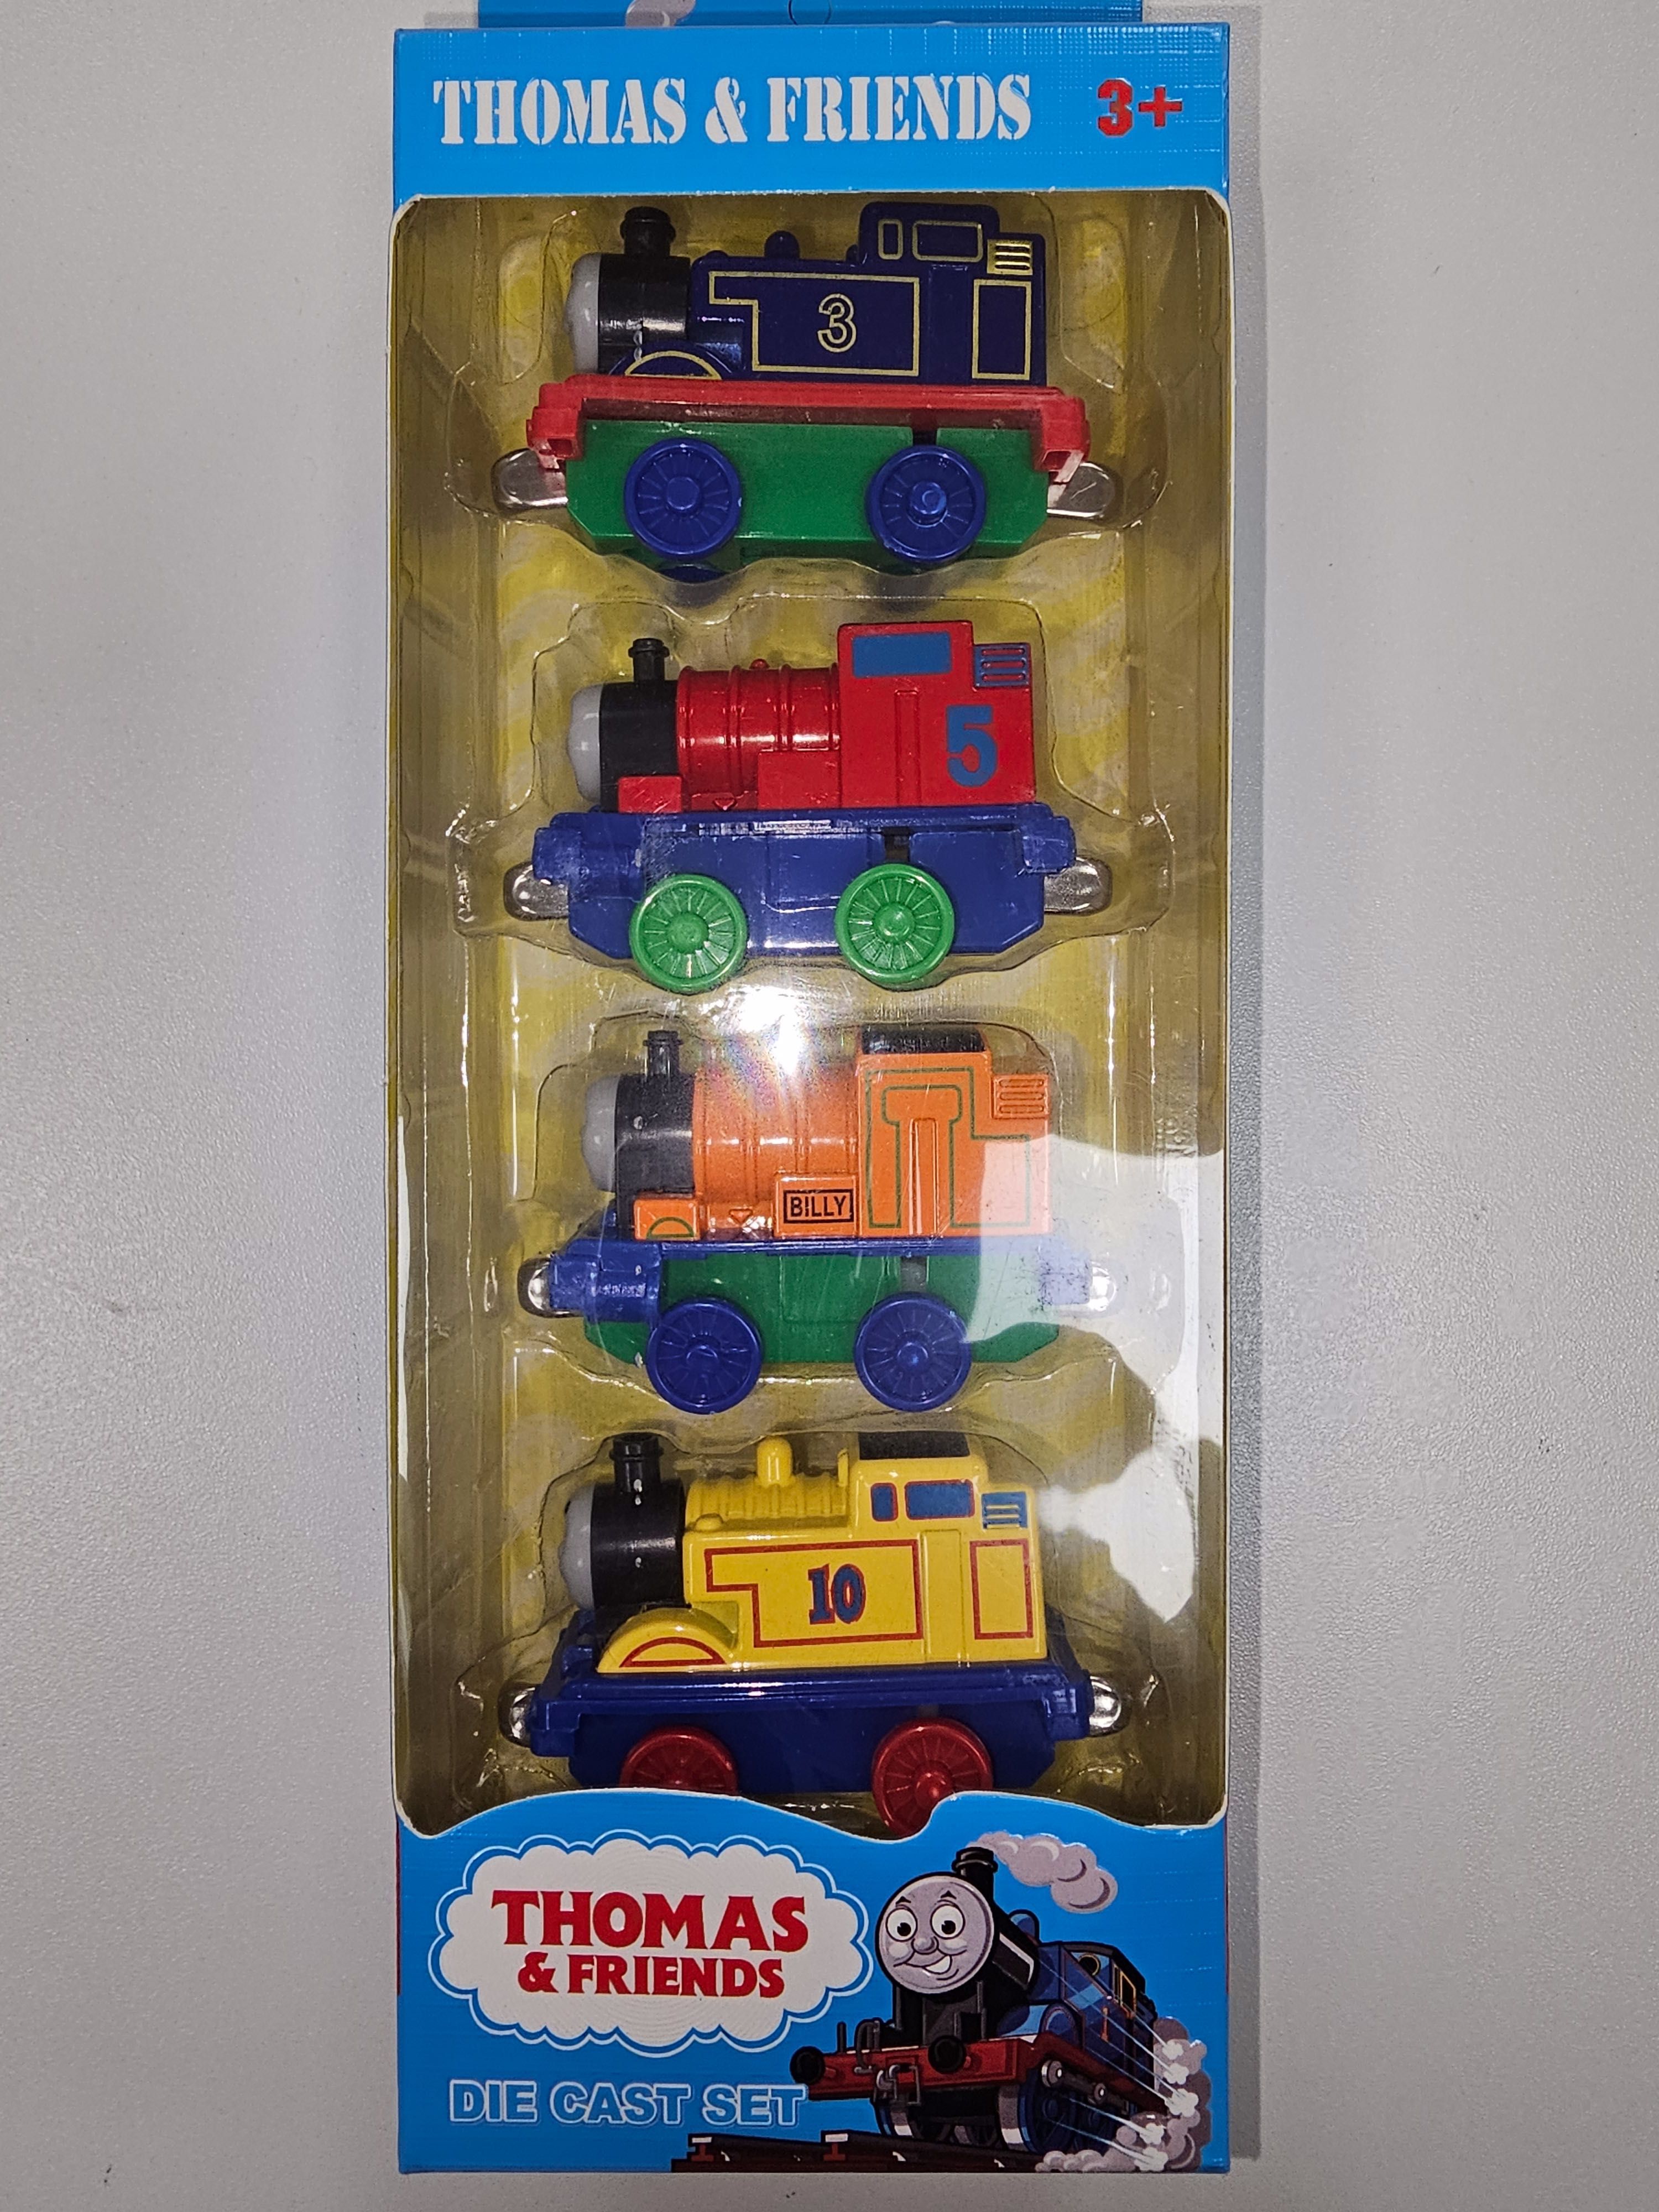 THOMAS & FRIENDS 3+
3
5
BILLY
10
THOMAS
& FRIENDS
DIE CAST SET